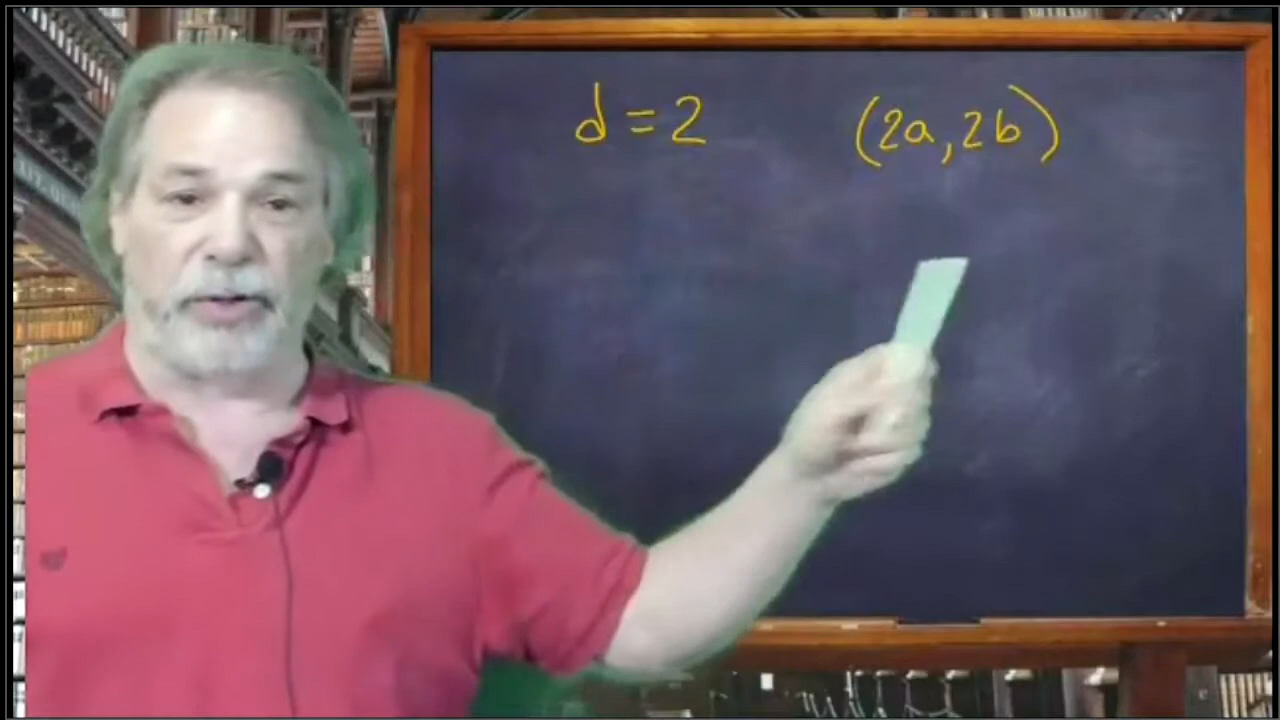 d = 2 (2a, 2b)